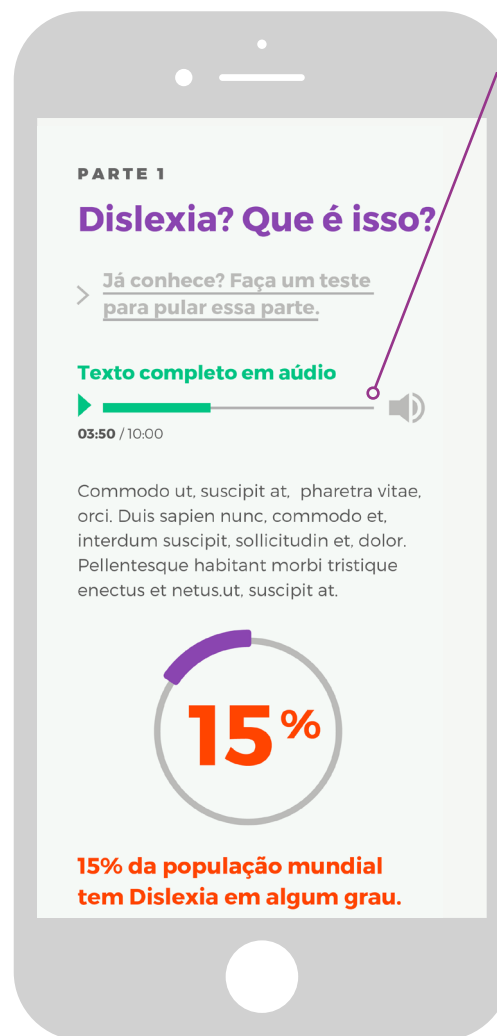 PARTE 1
Dislexia? Que é isso?
Já conhece? Faça um teste
para pular essa parte.
Texto completo em aúdio
03:50 / 10:00
Commodo ut, suscipit at,  pharetra vitae,
orci. Duis sapien nunc, commodo et,
interdum suscipit, sollicitudin et, dolor.
Pellentesque habitant morbi tristique
enectus et netus.ut, suscipit at.
15%
15% da população mundial
tem Dislexia em algum grau.